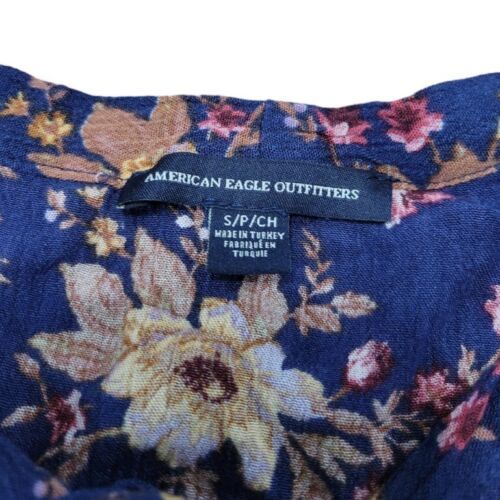 AMERICAN EAGLE OUTFITTERS
S/P/CH
MADE IN TURKEY
FABRIQUÉ EN
TURQUIE